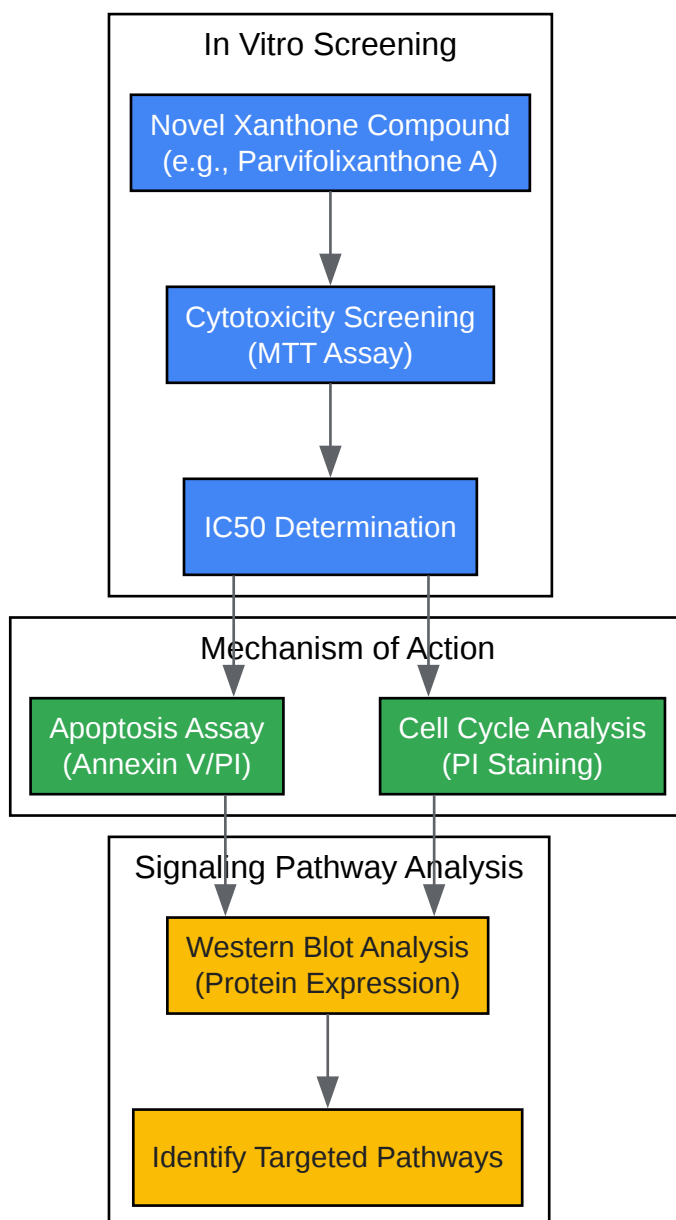 In Vitro Screening
Novel Xanthone Compound
(e.g., Parvifolixanthone A)
Cytotoxicity Screening
(MTT Assay)
IC50 Determination
Mechanism of Action
Apoptosis Assay
(Annexin V/PI)
Cell Cycle Analysis
(PI Staining)
Signaling Pathway Analysis
Western Blot Analysis
(Protein Expression)
Identify Targeted Pathways